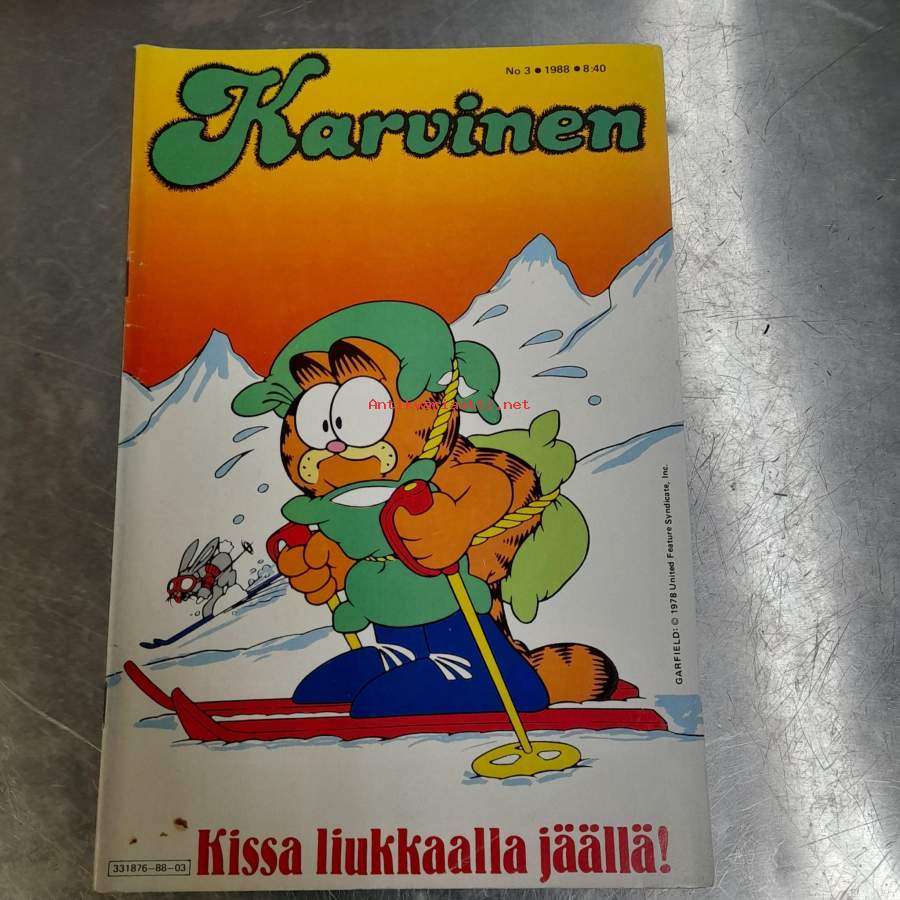 No 3 ● 1988 ● 8:40
Karvinen
Antikvariaatti.net
GARFIELD: © 1978 United Feature Syndicate, Inc.
Kissa liukkaalla jäällä!
331876-88-03